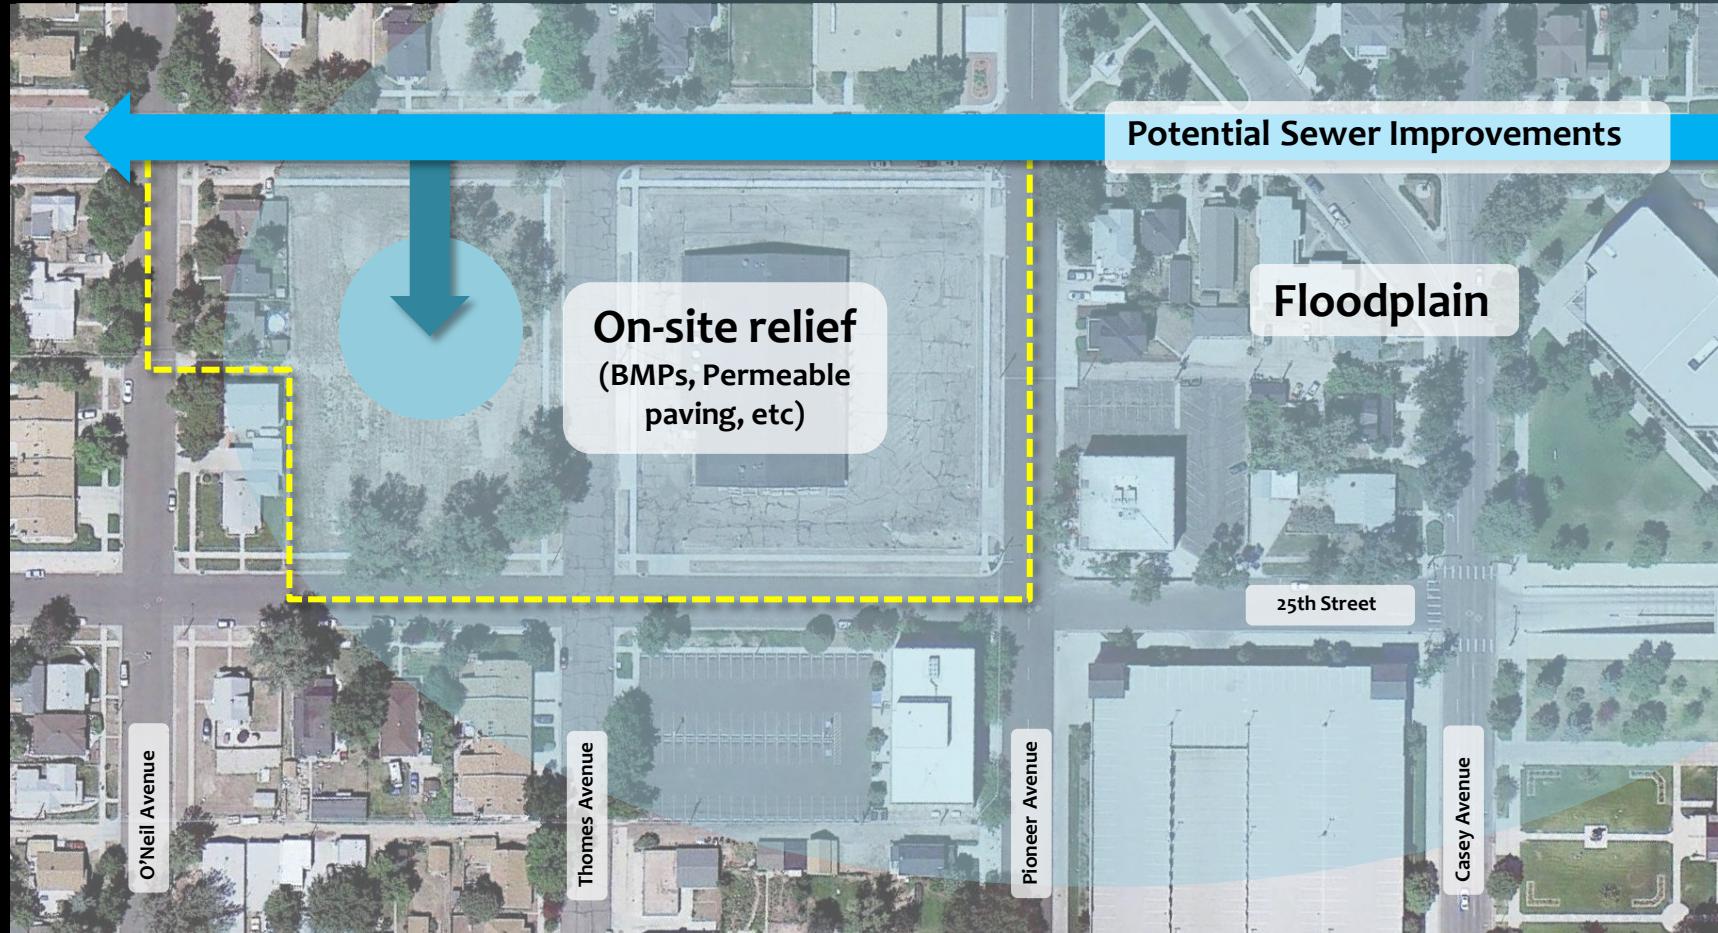 Potential Sewer Improvements
Floodplain
On-site relief
(BMPs, Permeable
paving, etc)
25th Street
O'Neil Avenue
Thomes Avenue
Pioneer Avenue
Casey Avenue